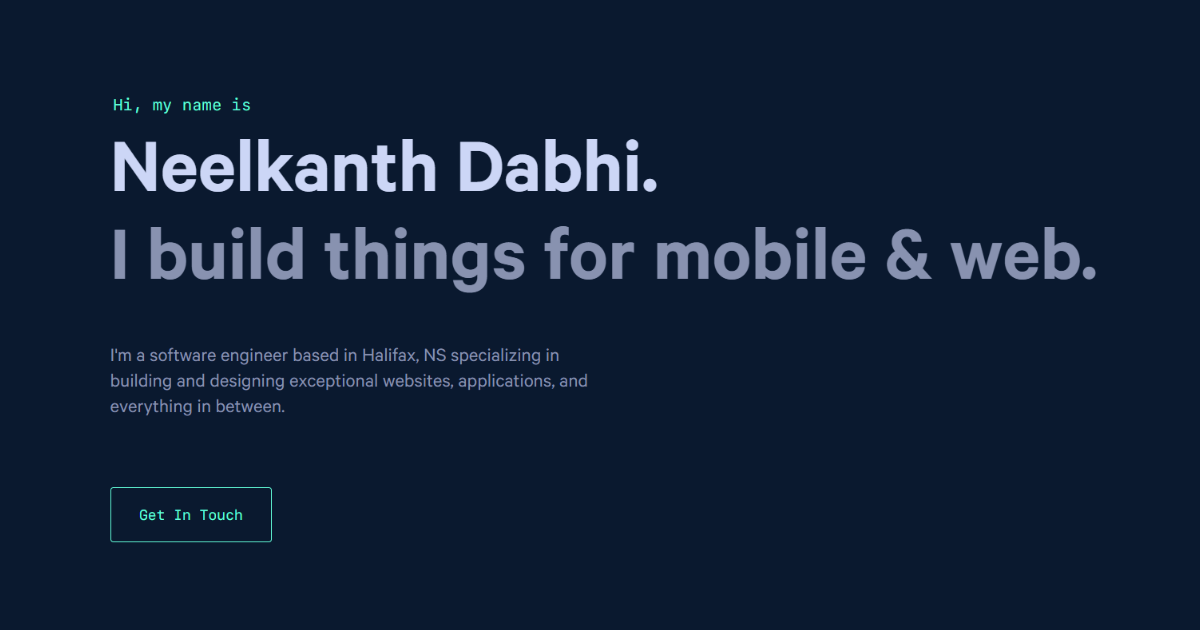 Hi, my name is
Neelkanth Dabhi.
I build things for mobile & web.
I'm a software engineer based in Halifax, NS specializing in
building and designing exceptional websites, applications, and
everything in between.
Get In Touch